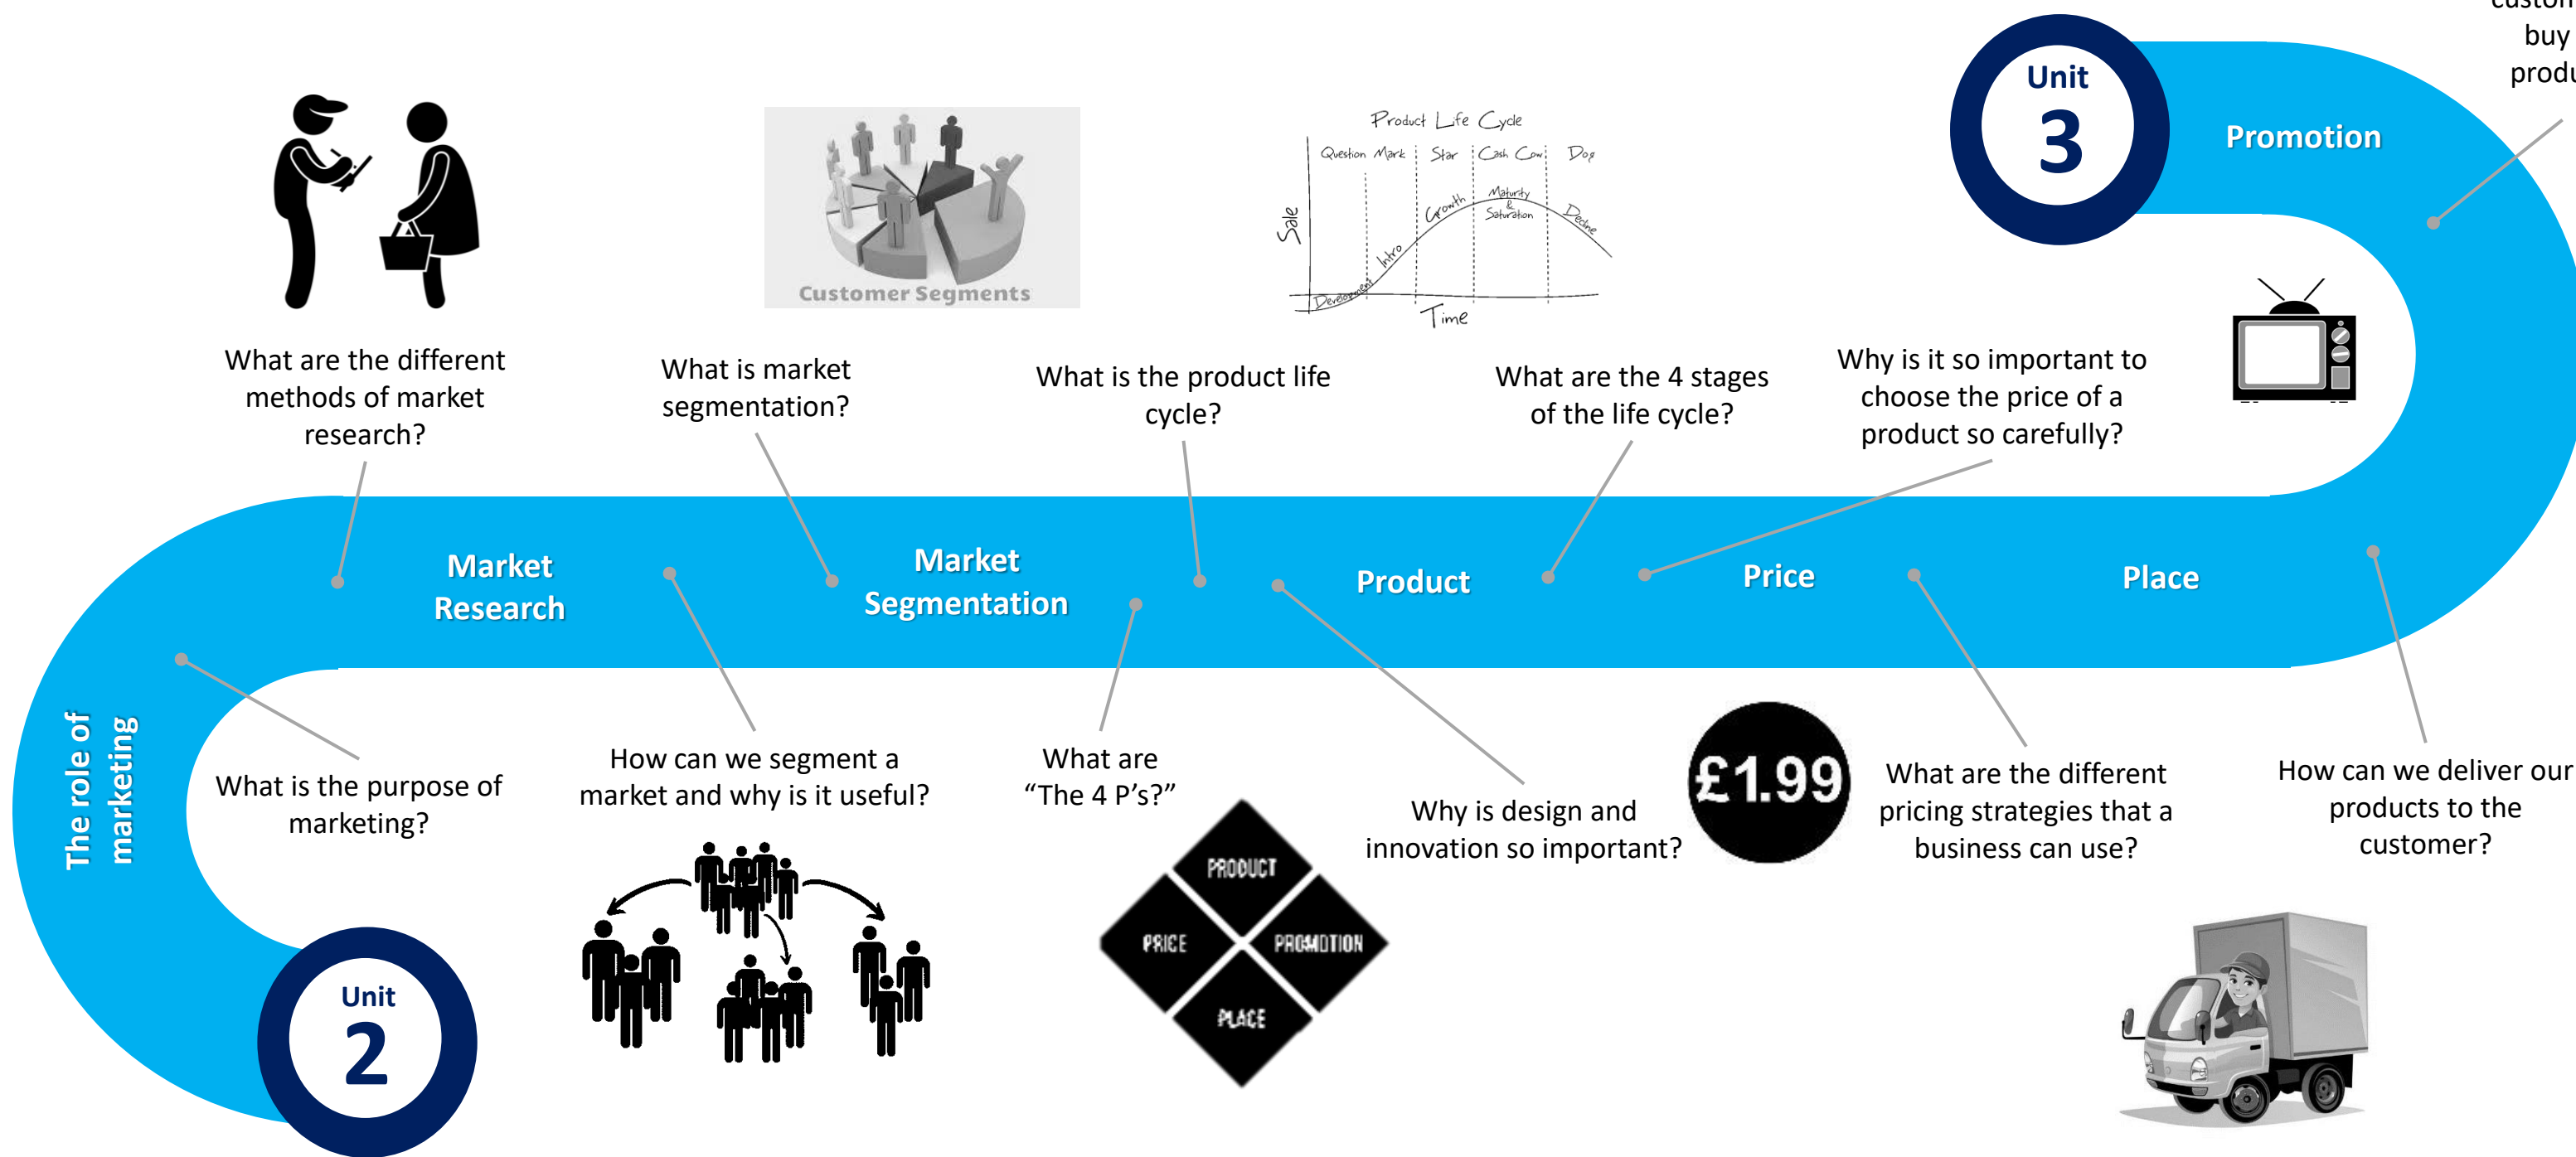 buy
Unit
3
Promotion
Product Life Cycle
Question Mark
Star
Cash Cow
Dog
Sale
Development
Intro
Growth
Maturity
&
Saturation
Decline
Time
Customer Segments
What are the different
methods of market
research?
What is market
segmentation?
What is the product life
cycle?
What are the 4 stages
of the life cycle?
Why is it so important to
choose the price of a
product so carefully?
The role of
marketing
Market
Research
Market
Segmentation
Product
Price
Place
What is the purpose of
marketing?
How can we segment a
market and why is it useful?
What are
“The 4 P's?”
Why is design and
innovation so important?
£1.99
What are the different
pricing strategies that a
business can use?
How can we deliver our
products to the
customer?
PRODUCT
PRICE
PROMOTION
PLACE
Unit
2